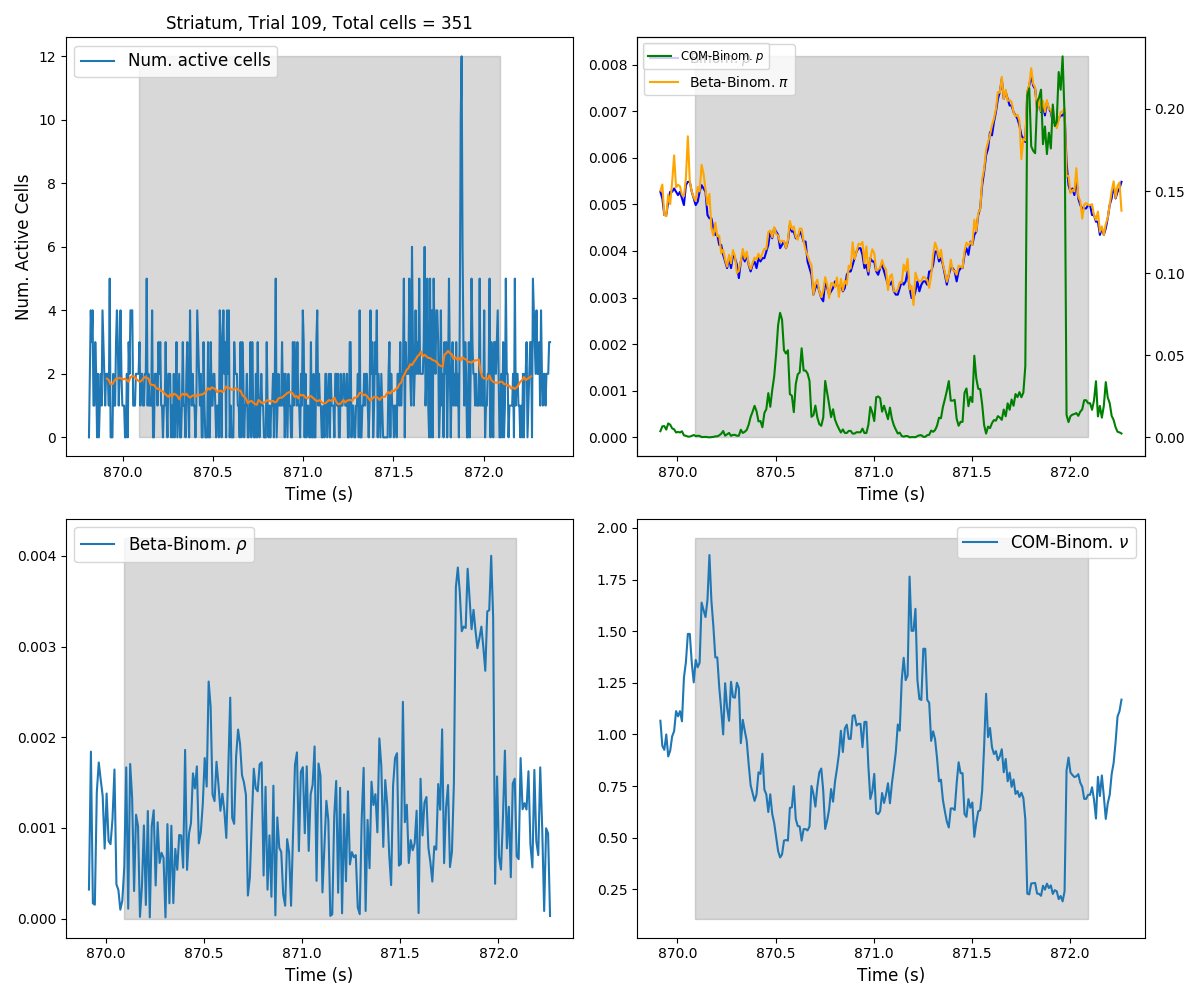 Striatum, Trial 109, Total cells = 351
Num. active cells
Num. Active Cells
12
10
8
6
4
2
0
870.0 870.5 871.0 871.5 872.0
Time (s)
COM-Binom. p
Beta-Binom. π
0.008
0.007
0.006
0.005
0.004
0.003
0.002
0.001
0.000
0.20
0.15
0.10
0.05
0.00
870.0 870.5 871.0 871.5 872.0
Time (s)
Beta-Binom. ρ
0.004
0.003
0.002
0.001
0.000
870.0 870.5 871.0 871.5 872.0
Time (s)
COM-Binom. ν
2.00
1.75
1.50
1.25
1.00
0.75
0.50
0.25
870.0 870.5 871.0 871.5 872.0
Time (s)